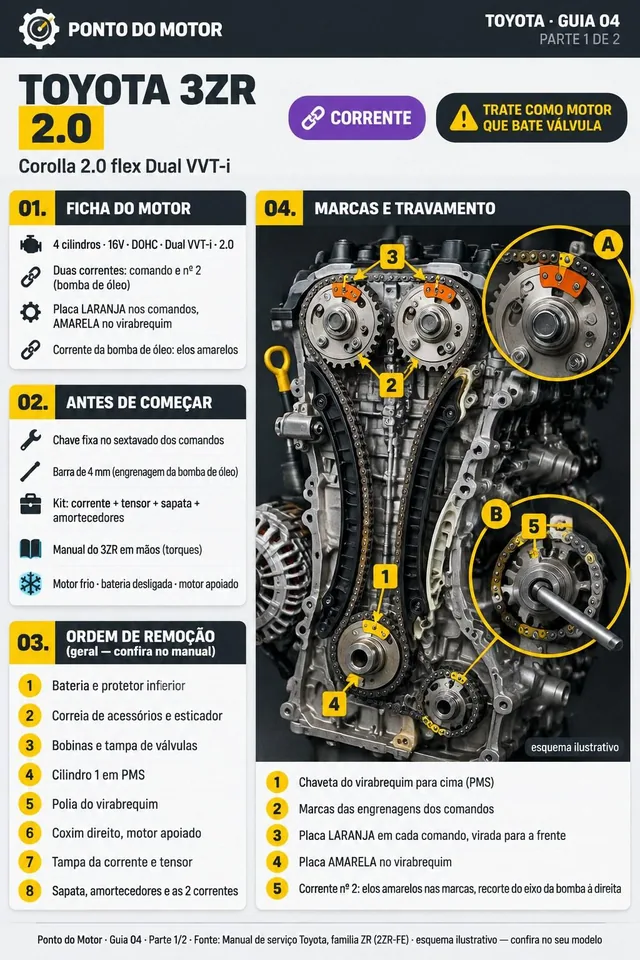 PONTO DO MOTOR
TOYOTA · GUIA 04
PARTE 1 DE 2
TOYOTA 3ZR
2.0
Corolla 2.0 flex Dual VVT-i
CORRENTE
TRATE COMO MOTOR
QUE BATE VÁLVULA
01. FICHA DO MOTOR
4 cilindros · 16V · DOHC · Dual VVT-i · 2.0
Duas correntes: comando e nº 2
(bomba de óleo)
Placa LARANJA nos comandos,
AMARELA no virabrequim
Corrente da bomba de óleo: elos amarelos
02. ANTES DE COMEÇAR
Chave fixa no sextavado dos comandos
Barra de 4 mm (engrenagem da bomba de óleo)
Kit: corrente + tensor + sapata +
amortecedores
Manual do 3ZR em mãos (torques)
Motor frio · bateria desligada · motor apoiado
03. ORDEM DE REMOÇÃO
(geral — confira no manual)
1 Bateria e protetor inferior
2 Correia de acessórios e esticador
3 Bobinas e tampa de válvulas
4 Cilindro 1 em PMS
5 Polia do virabrequim
6 Coxim direito, motor apoiado
7 Tampa da corrente e tensor
8 Sapata, amortecedores e as 2 correntes
04. MARCAS E TRAVAMENTO
3
A
2
B
5
1
4
esquema ilustrativo
1 Chaveta do virabrequim para cima (PMS)
2 Marcas das engrenagens dos comandos
3 Placa LARANJA em cada comando, virada para a frente
4 Placa AMARELA no virabrequim
5 Corrente nº 2: elos amarelos nas marcas, recorte do eixo da bomba à direita
Ponto do Motor · Guia 04 · Parte 1/2 · Fonte: Manual de serviço Toyota, familia ZR (2ZR-FE) · esquema ilustrativo — confira no seu modelo